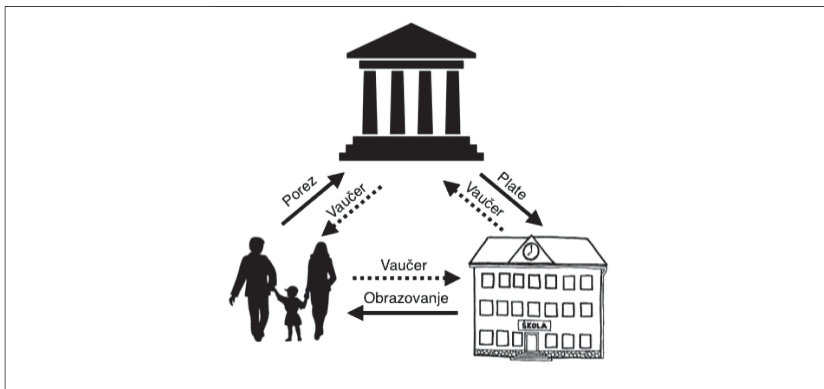 Porez
Vaučer
Vaučer
Plate
Vaučer
Obrazovanje
ŠKOLA